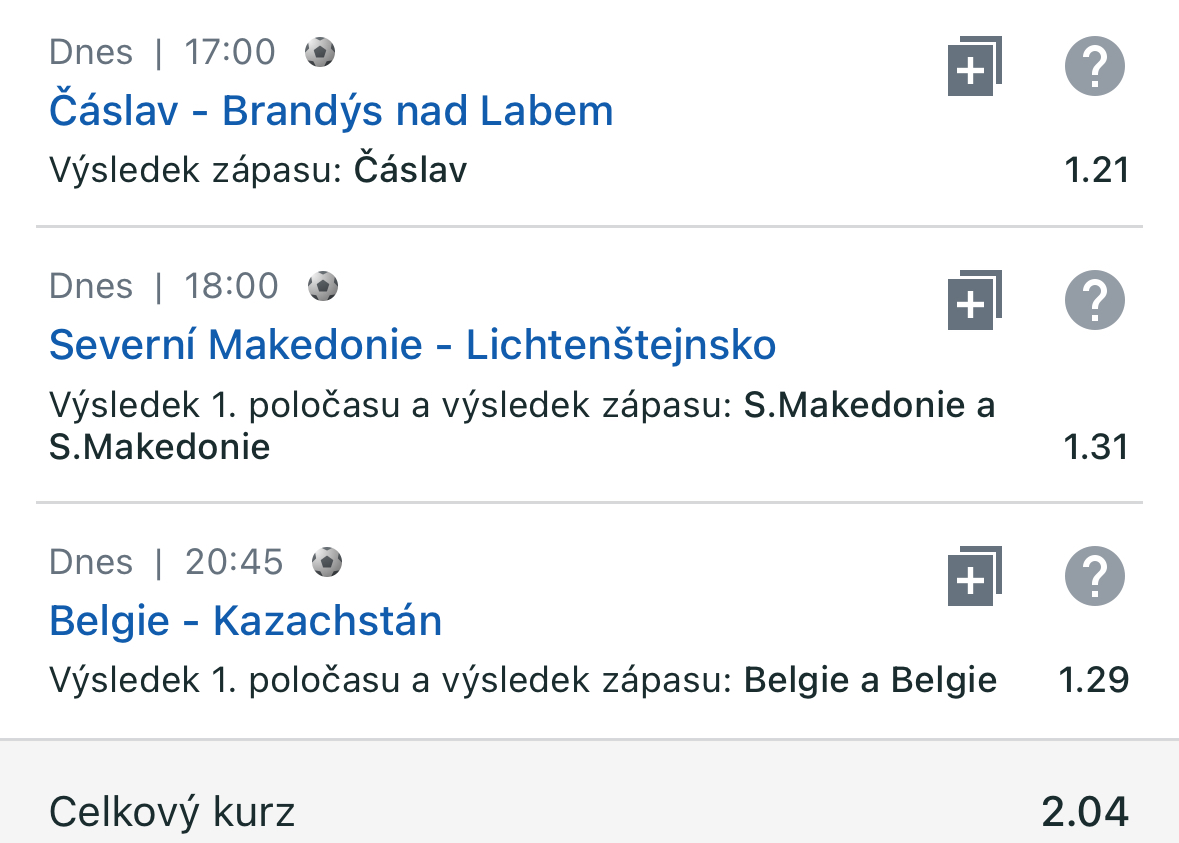 Dnes | 17:00
Čáslav - Brandýs nad Labem
Výsledek zápasu: Čáslav 1.21
Dnes | 18:00
Severní Makedonie - Lichtenštejnsko
Výsledek 1. poločasu a výsledek zápasu: S.Makedonie a
S.Makedonie 1.31
Dnes | 20:45
Belgie - Kazachstán
Výsledek 1. poločasu a výsledek zápasu: Belgie a Belgie 1.29
Celkový kurz 2.04